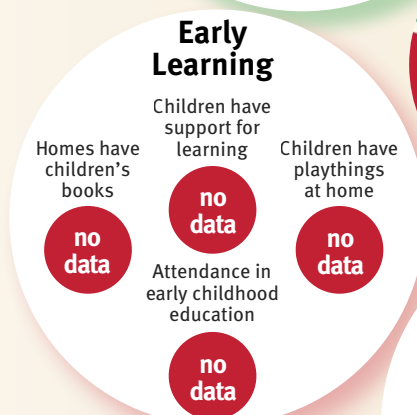 Early
Learning
Children have
support for
learning
no
data
Homes have
children's
books
no
data
Children have
playthings
at home
no
data
Attendance in
early childhood
education
no
data